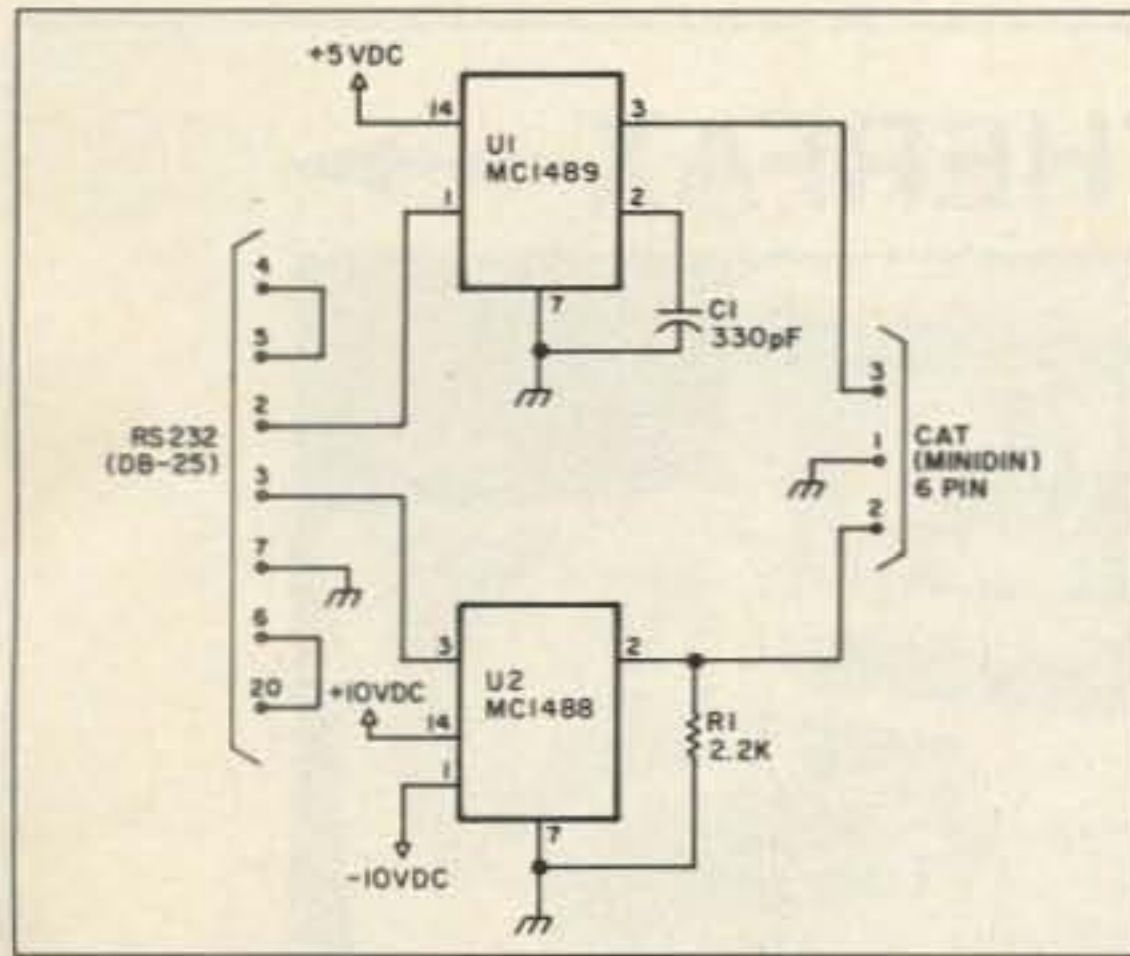 +5VDC
14
3
U1
MC1489
1
2
4
7
C1
330pF
5
3
2
RS232
(DB-25)
1
CAT
(MINIDIN)
6 PIN
3
2
7
6
3
2
20
+10VDC
U2
MC1488
14
R1
2.2K
1
7
-10VDC